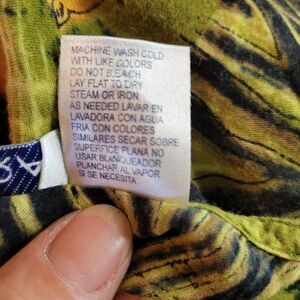 MACHINE WASH COLD
WITH LIKE COLORS
DO NOT BLEACH
LAY FLAT TO DRY
STEAM OR IRON
AS NEEDED LAVAR EN
LAVADORA CON AGUA
FRIA CON COLORES
SIMILARES SECAR SOBRE
SUPERFICE PLANA NO
USAR BLANQUEADOR
PLANCHAR AL VAPOR
SI SE NECESITA